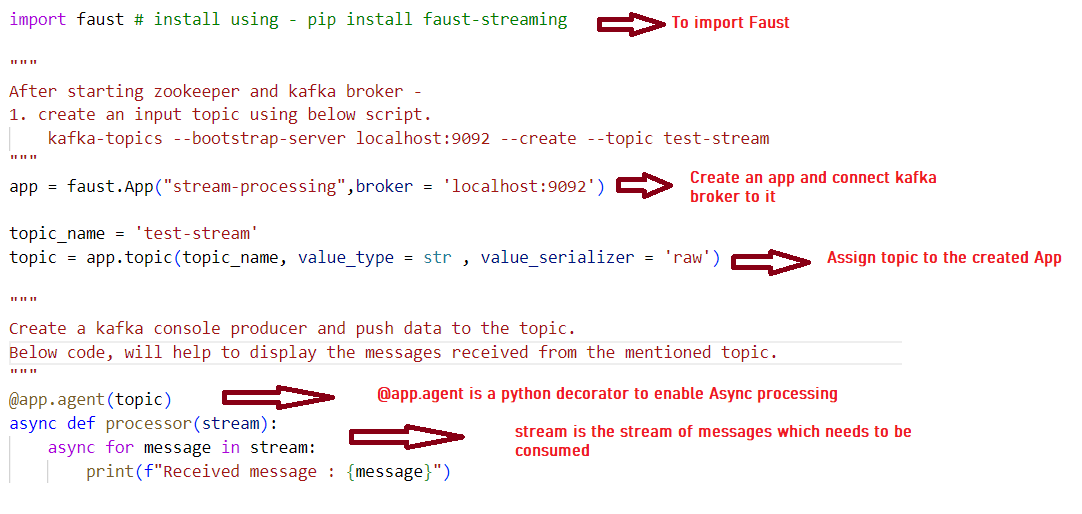 import faust # install using - pip install faust-streaming
To import Faust
"""
After starting zookeeper and kafka broker -
1. create an input topic using below script.
kafka-topics --bootstrap-server localhost:9092 --create --topic test-stream
"""
app = faust.App("stream-processing",broker = 'localhost:9092')
Create an app and connect kafka
broker to it
topic_name = 'test-stream'
topic = app.topic(topic_name, value_type = str , value_serializer = 'raw')
Assign topic to the created App
"""
Create a kafka console producer and push data to the topic.
Below code, will help to display the messages received from the mentioned topic.
"""
@app.agent(topic)
@app.agent is a python decorator to enable Async processing
async def processor(stream):
async for message in stream:
print(f"Received message : {message}")
stream is the stream of messages which needs to be
consumed